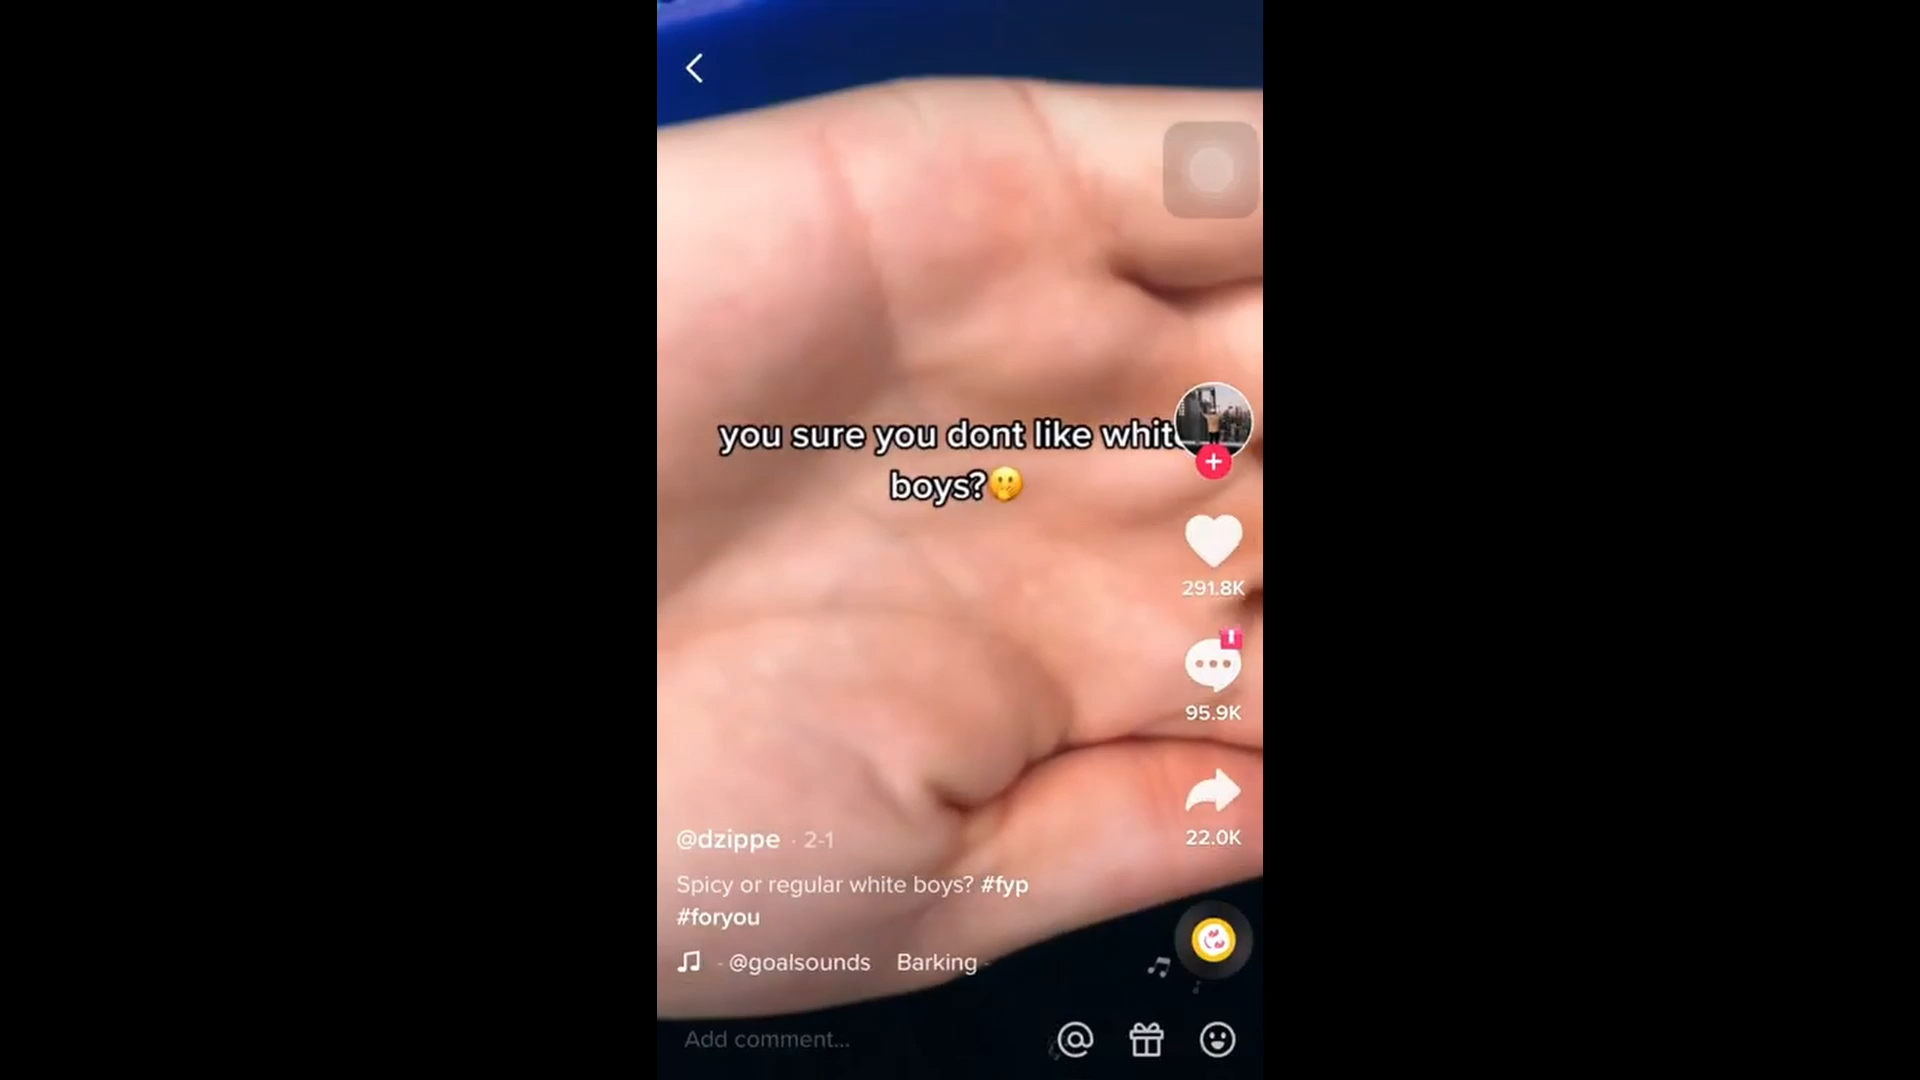 you sure you dont like white
boys?🤫
291.8K
95.9K
@dzippe · 2-1
22.0K
Spicy or regular white boys? #fyp
#foryou
- @goalsounds Barking -
Add comment...